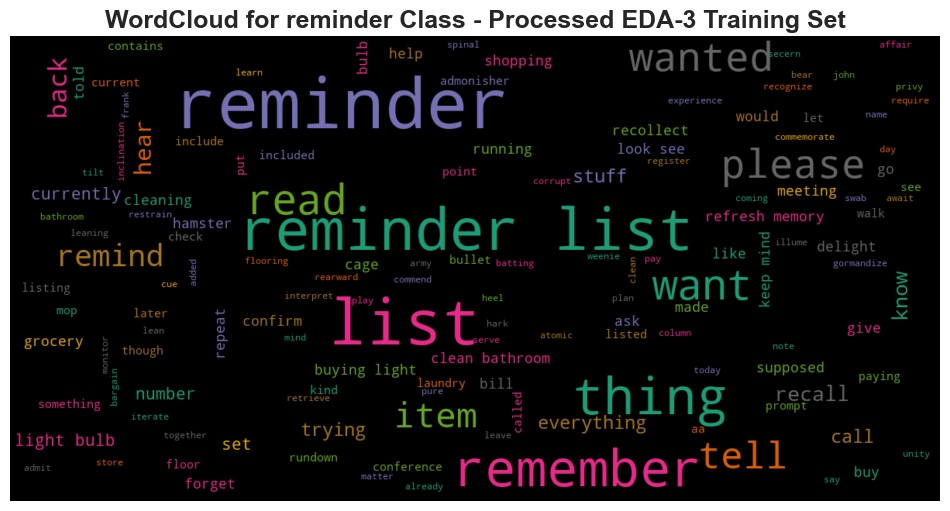 WordCloud for reminder Class - Processed EDA-3 Training Set
contains
spinal
secern
affair
help
bulb
shopping
wanted
back
told
current
learn
admonisher
bear
john
recognize
privy
reminder
frank
experience
require
inclination
hear
include
would
let
name
recollect
commemorate
running
look see
day
included
register
please
go
put
point
stuff
corrupt
meeting
see
tilt
currently
cleaning
read
coming
swab
await
restrain
bathroom
hamster
reminder list
refresh memory
walk
leaning
check
remind
illume
delight
like
keep mind
flooring
cage
army
bullet
batting
weenie
pay
clean
gormandize
added
cue
rearward
commend
want
know
listing
interpret
play
heel
plan
made
mop
later
repeat
confirm
list
hark
ask
give
lean
mind
serve
atomic
listed
column
grocery
though
monitor
clean bathroom
note
supposed
buying light
today
bargain
number
kind
laundry
bill
thing
paying
pure
recall
something
retrieve
item
called
prompt
iterate
everything
aa
light bulb
together
set
trying
leave
call
tell
unity
admit
store
floor
rundown
conference
remember
buy
matter
say
forget
already